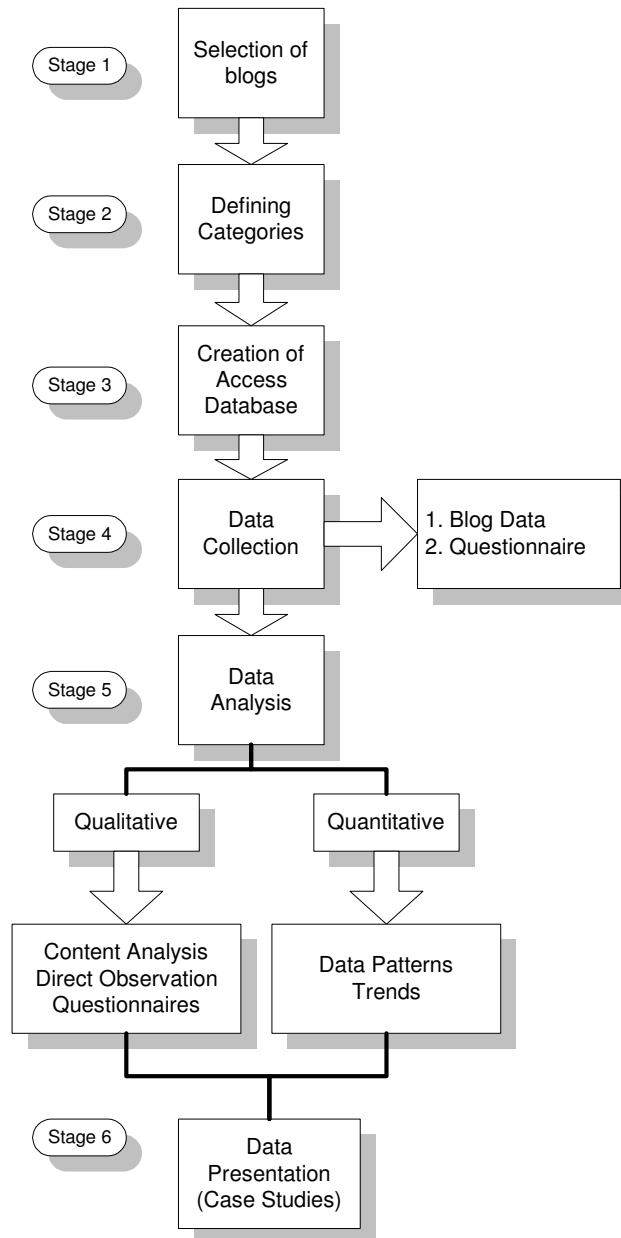 Stage 1
Selection of
blogs
Stage 2
Defining
Categories
Stage 3
Creation of
Access
Database
Stage 4
Data
Collection
1. Blog Data
2. Questionnaire
Stage 5
Data
Analysis
Qualitative
Quantitative
Content Analysis
Direct Observation
Questionnaires
Data Patterns
Trends
Stage 6
Data
Presentation
(Case Studies)